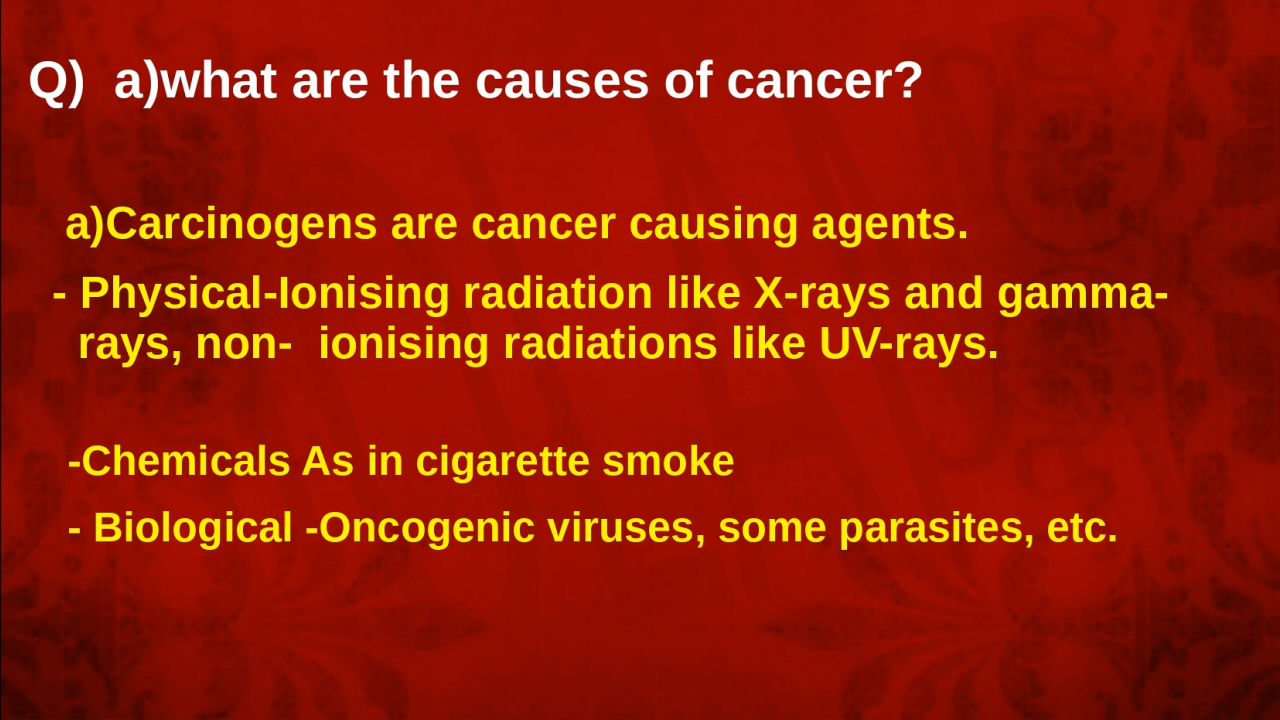 Q)  a)what are the causes of cancer?
a)Carcinogens are cancer causing agents.
- Physical-Ionising radiation like X-rays and gamma-
rays, non-  ionising radiations like UV-rays.
-Chemicals As in cigarette smoke
- Biological -Oncogenic viruses, some parasites, etc.